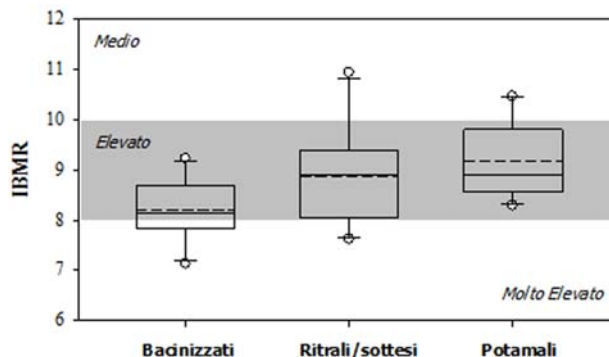 12
Medio
11
10
Elevato
9
IBMR
8
7
Molto Elevato
6
Bacinizzati Ritrali/sottesi Potamali